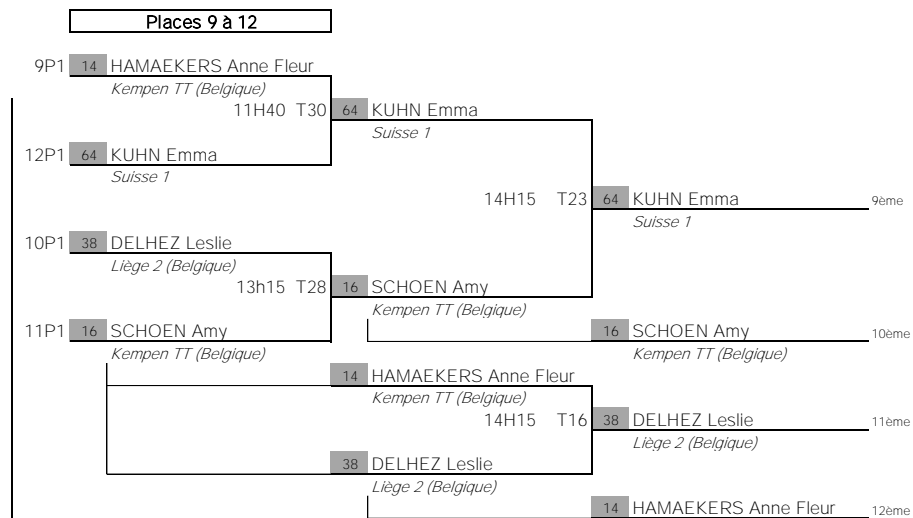 Places 9 à 12
9P1 14 HAMAEKERS Anne Fleur
Kempen TT (Belgique)
11H40 T30 64 KUHN Emma
Suisse 1
12P1 64 KUHN Emma
Suisse 1
14H15 T23 64 KUHN Emma 9ème
Suisse 1
10P1 38 DELHEZ Leslie
Liège 2 (Belgique)
13h15 T28 16 SCHOEN Amy
Kempen TT (Belgique)
11P1 16 SCHOEN Amy 16 SCHOEN Amy 10ème
Kempen TT (Belgique) Kempen TT (Belgique)
14 HAMAEKERS Anne Fleur
Kempen TT (Belgique)
14H15 T16 38 DELHEZ Leslie 11ème
Liège 2 (Belgique)
38 DELHEZ Leslie
Liège 2 (Belgique)
14 HAMAEKERS Anne Fleur 12ème